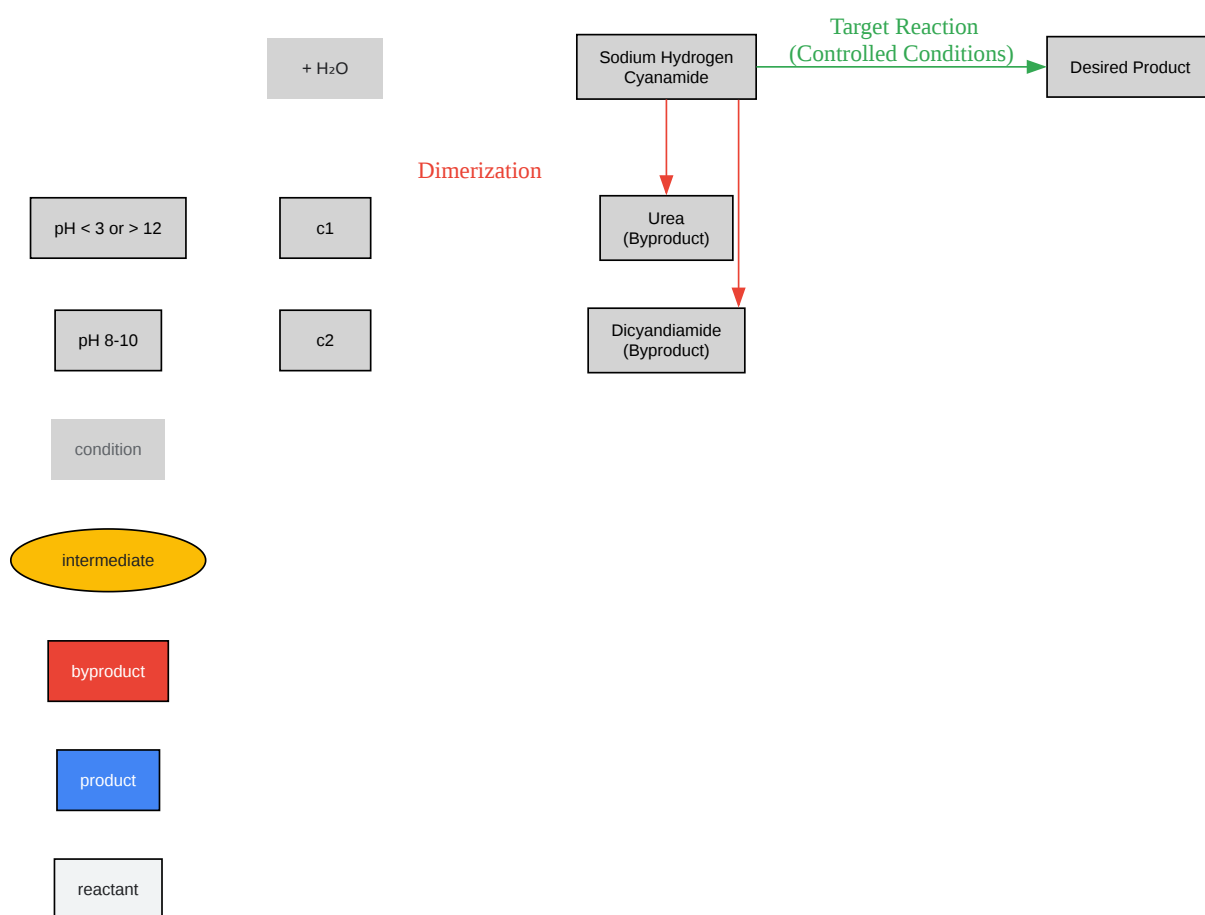 Target Reaction
(Controlled Conditions)
+ H₂O
Sodium Hydrogen
Cyanamide
Desired Product
Dimerization
pH < 3 or > 12
c1
Urea
(Byproduct)
pH 8-10
c2
Dicyandiamide
(Byproduct)
condition
intermediate
byproduct
product
reactant